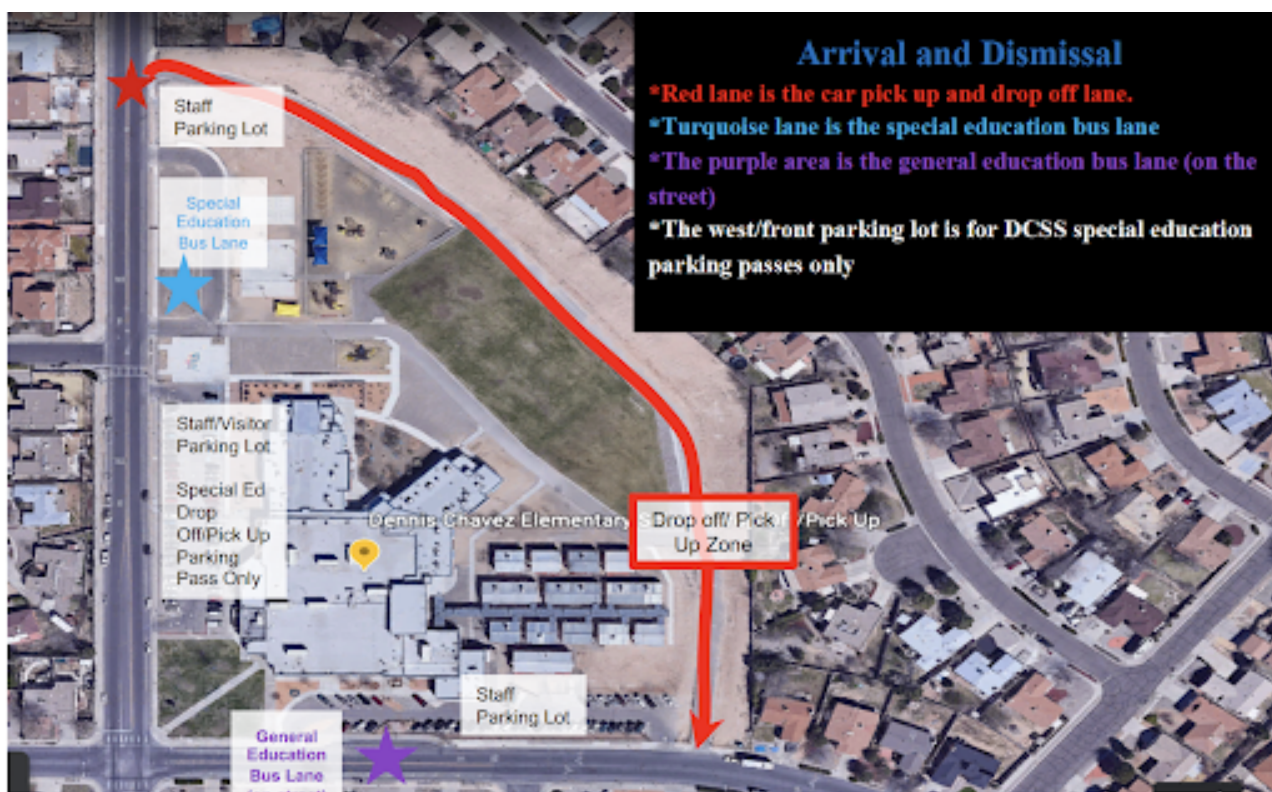 Arrival and Dismissal
*Red lane is the car pick up and drop off lane.
*Turquoise lane is the special education bus lane
*The purple area is the general education bus lane (on the
street)
*The west/front parking lot is for DCSS special education
parking passes only
Staff
Parking Lot
Special
Education
Bus Lane
Staff/Visitor
Parking Lot
Special Ed
Drop
Off/Pick Up
Parking
Pass Only
Dennis Chavez Elementary
Drop off/ Pick
Up Zone
/Pick Up
Staff
Parking Lot
General
Education
Bus Lane